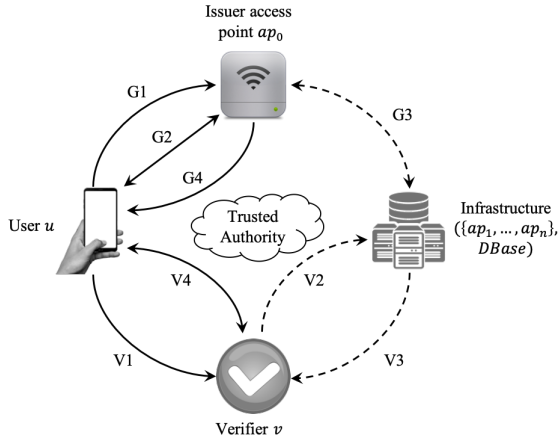 Issuer access
point ap₀
G1
G2
G3
G4
User u
Trusted
Authority
Infrastructure
({ap₁, …, apₙ},
DBase)
V4
V2
V1
V3
Verifier v